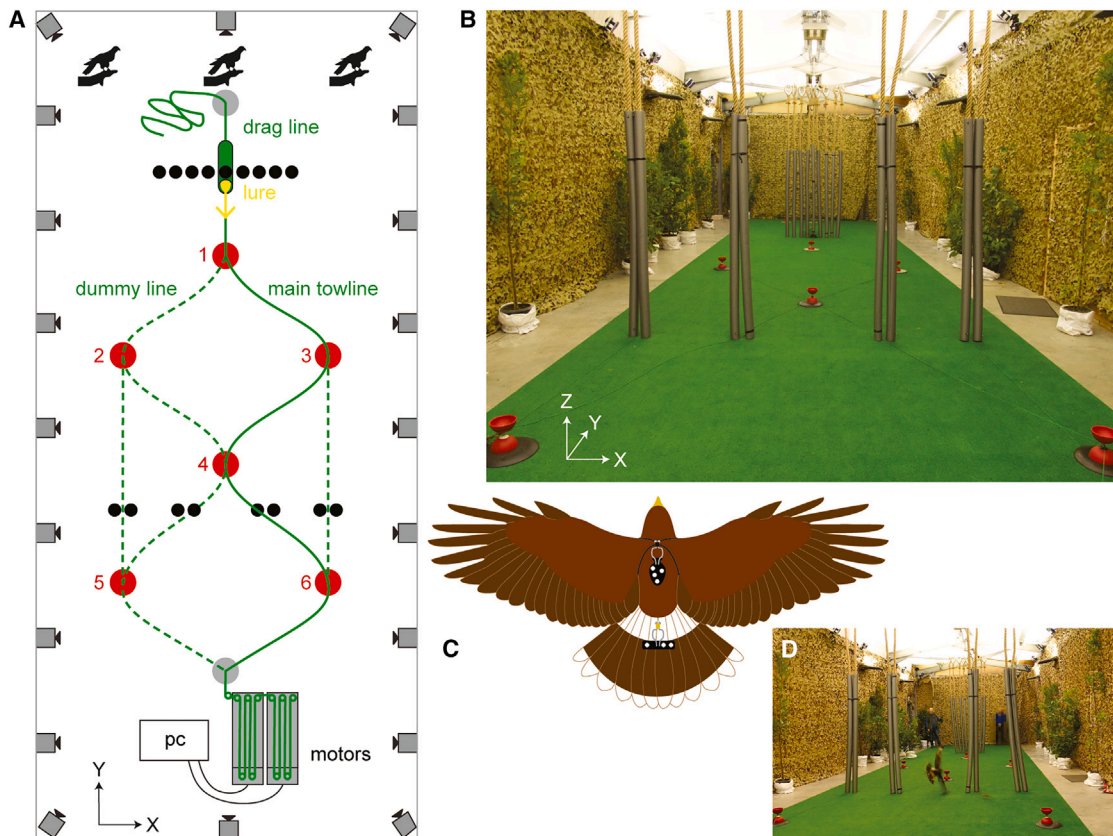 A
drag line
lure
1
dummy line
main towline
2
3
4
5
6
pc
motors
Y
X
B
Z
Y
X
C
D